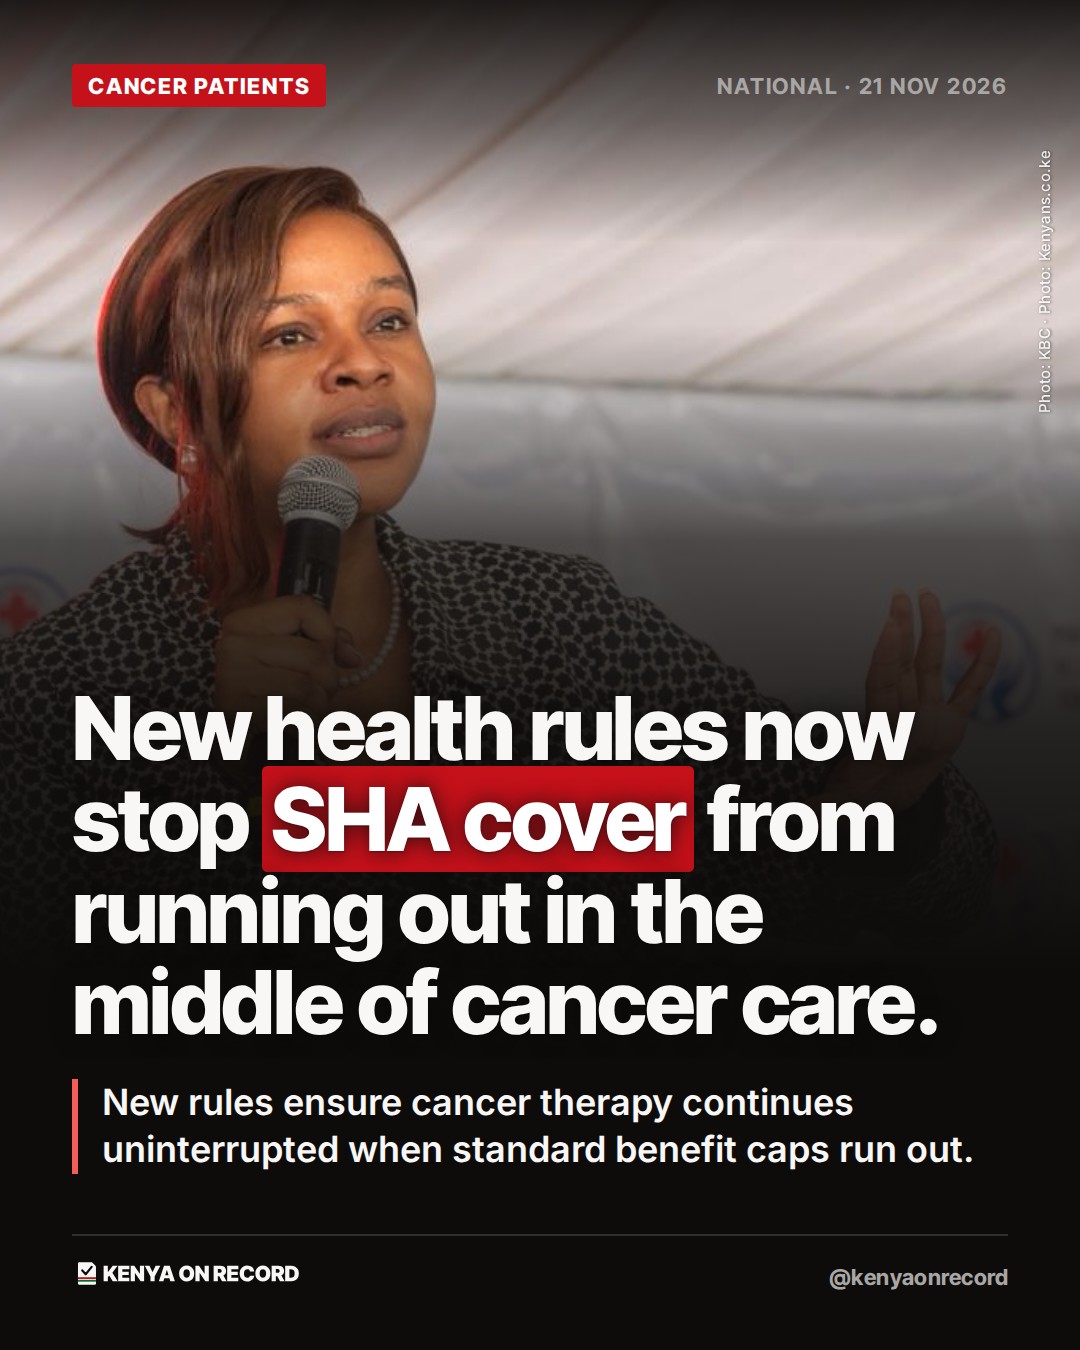 CANCER PATIENTS
NATIONAL · 21 NOV 2026
Photo: KBC · Photo: Kenyans.co.ke
New health rules now
stop SHA cover from
running out in the
middle of cancer care.
New rules ensure cancer therapy continues
uninterrupted when standard benefit caps run out.
KENYA ON RECORD
@kenyaonrecord